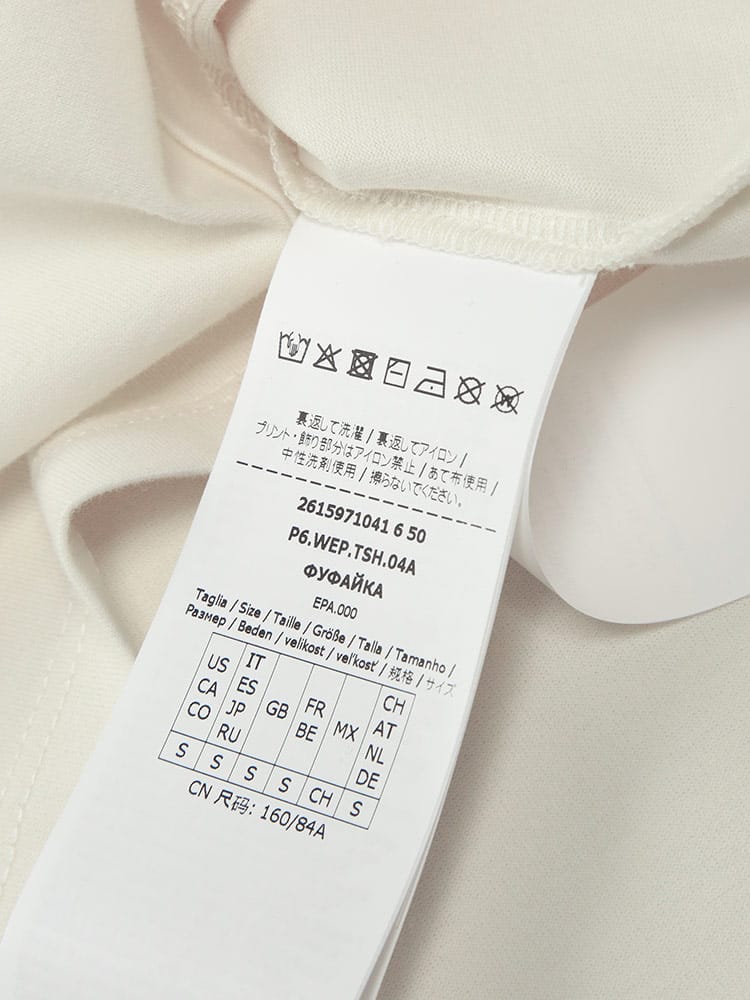 裏返して洗濯 / 裏返してアイロン /
プリント・飾り部分はアイロン禁止 / あて布使用 /
中性洗剤使用 / 擦らないでください。
2615971041 6 50
P6.WEP.TSH.04A
ФУФАЙКА
EPA.000
Taglia / Size / Taille / Größe / Talla / Tamanho /
Размер / Beden / velikost / veľkosť / 规格 / サイズ
US CA CO
IT ES JP RU
GB
FR BE
MX
CH AT NL DE
S S S S CH S
CN 尺码: 160/84A